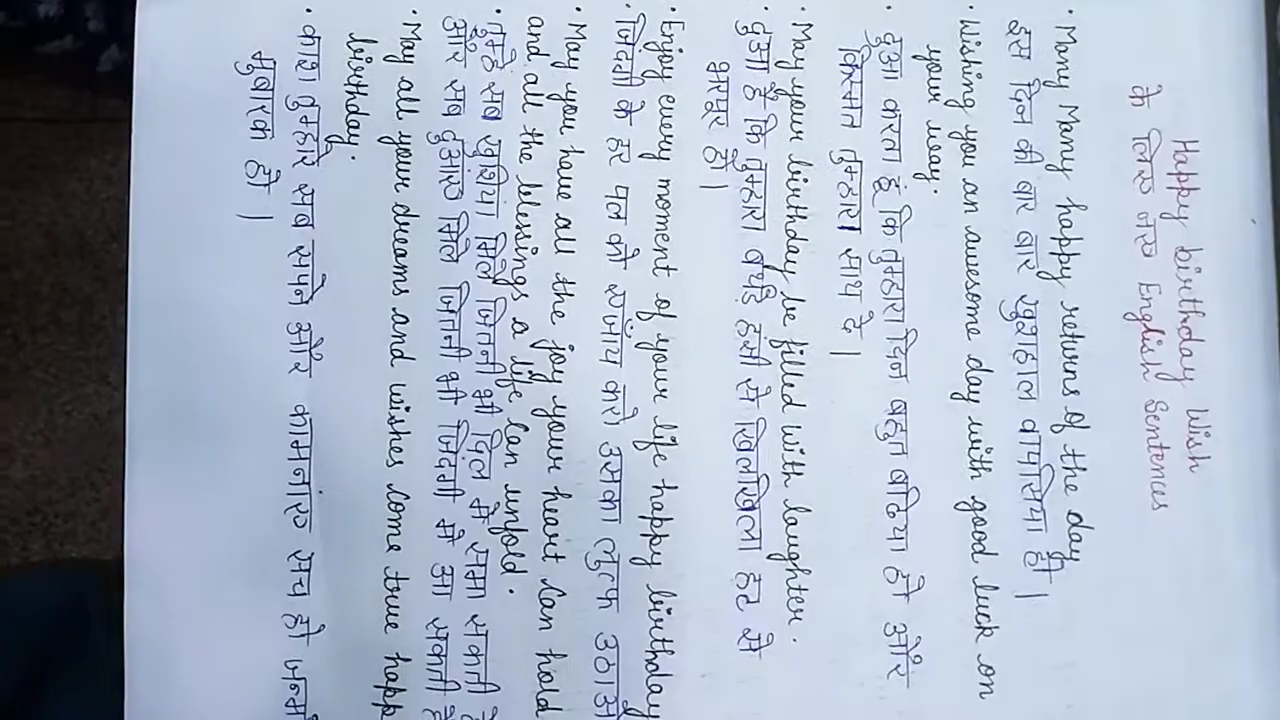 Happy birthday Wish
के लिए नए English Sentences
• Many Many happy returns of the day
इस दिन की बार बार खुशहाल वापसिया हो ।
• Wishing you an awesome day with good luck on
your way.
• दुआ करता हूं कि तुम्हारा दिन बहुत बढिया हो और
किस्मत तुम्हारा साथ दे ।
• May your birthday be filled with laughter.
दुआ है कि तुम्हारा बर्थडे हंसी से खिलखिला हट से
भरपूर हो ।
• Enjoy every moment of your life happy birthday
जिंदगी के हर पल को करो उसका लुत्फ उठाओ
• May you have all the joy your heart can hold
and all the blessings a life can unfold.
• तुम्हे सब खुशिया मिले जितनी भी दिल मे समा सकती
और सब दुआंए मिले जितनी भी जिंदगी मे आ सकती
• May all your dreams and wishes come true happ
birthday.
• काश तुम्हारे सब सपने और कामनांए सच हो
मुबारक हो ।